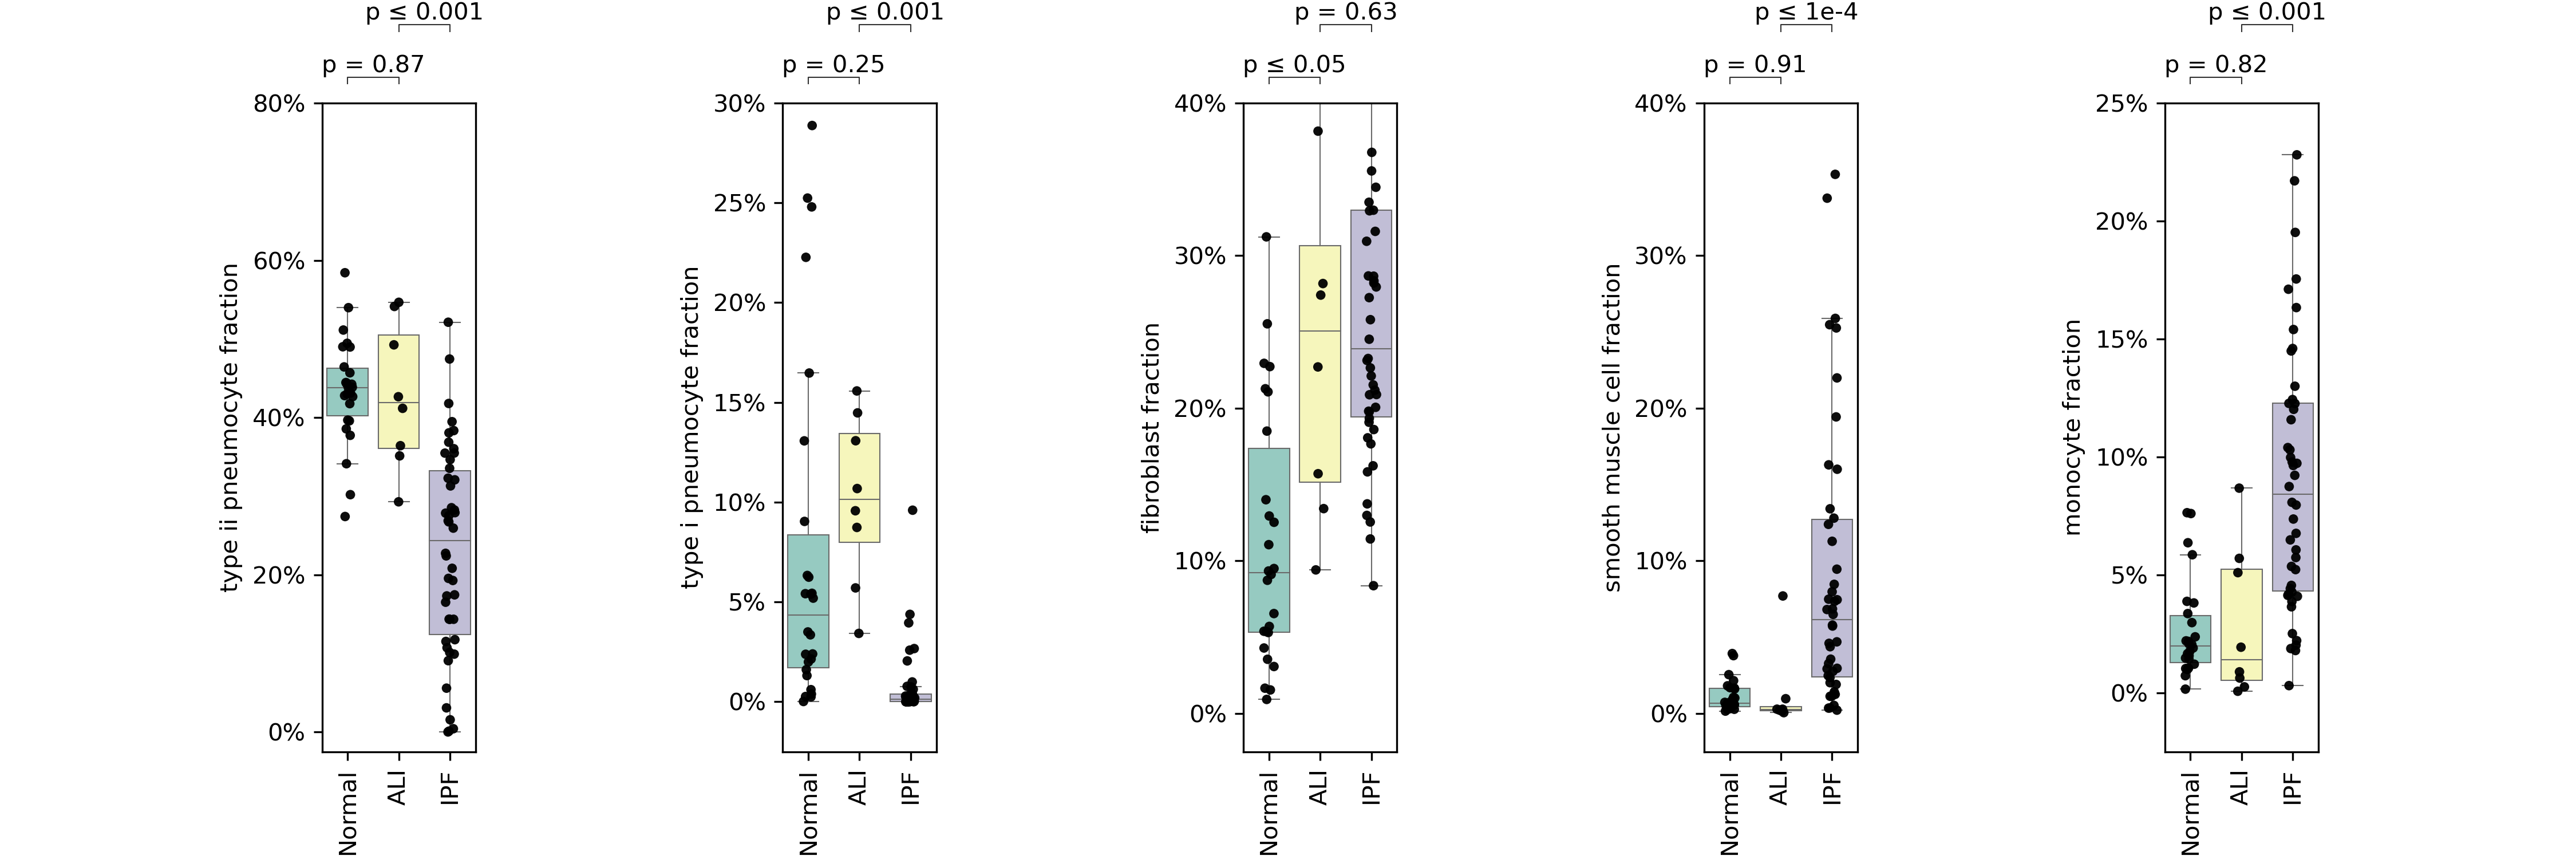 p ≤ 0.001
p = 0.87
80%
60%
40%
20%
0%
type ii pneumocyte fraction
Normal
ALI
IPF
p ≤ 0.001
p = 0.25
30%
25%
20%
15%
10%
5%
0%
type i pneumocyte fraction
Normal
ALI
IPF
p = 0.63
p ≤ 0.05
40%
30%
20%
10%
0%
fibroblast fraction
Normal
ALI
IPF
p ≤ 1e-4
p = 0.91
40%
30%
20%
10%
0%
smooth muscle cell fraction
Normal
ALI
IPF
p ≤ 0.001
p = 0.82
25%
20%
15%
10%
5%
0%
monocyte fraction
Normal
ALI
IPF